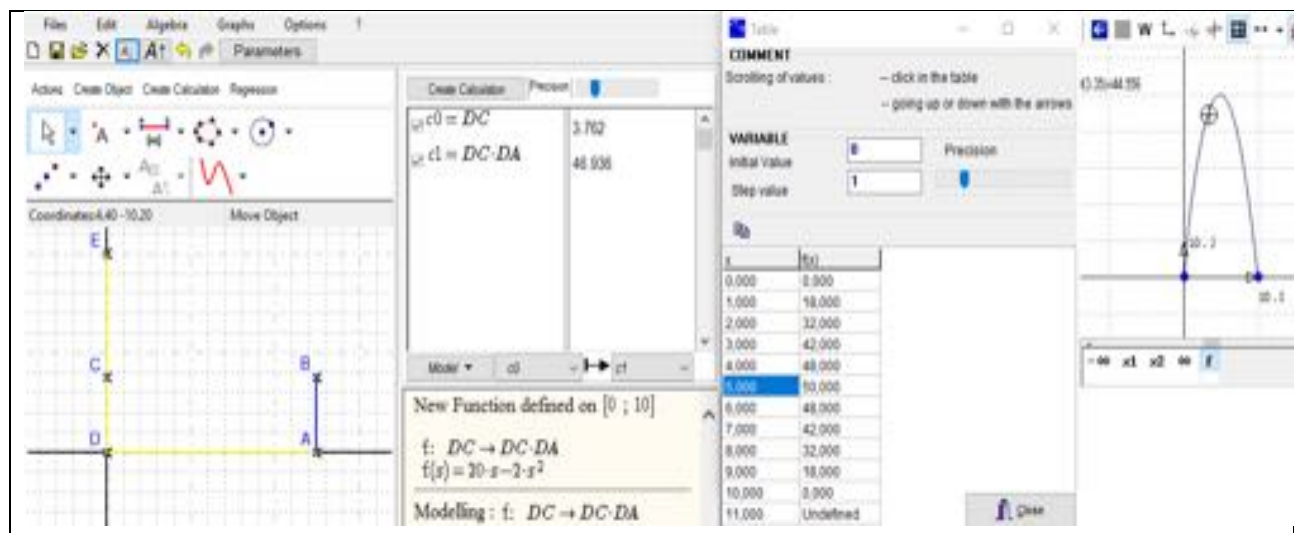 Files Edit Algebra Graphs Options ?
Parameters
Actions Create Object Create Calculation Regression
Coordinates:4.40 -10.20 Move Object
E
C B
D A
Create Calculation Precision
c0 = DC 3.762
c1 = DC·DA 46.936
Model c0 c1
New Function defined on [0 ; 10]
f: DC → DC·DA
f(s) = 20·s−2·s²
Modelling : f: DC → DC·DA
Table
COMMENT
Scrolling of values : -- click in the table
-- going up or down with the arrows
VARIABLE
Initial Value 0 Precision
Step value 1
x f(x)
0,000 0,000
1,000 18,000
2,000 32,000
3,000 42,000
4,000 48,000
5,000 50,000
6,000 48,000
7,000 42,000
8,000 32,000
9,000 18,000
10,000 0,000
11,000 Undefined
Close
W
-∞ x1 x2 ∞ f